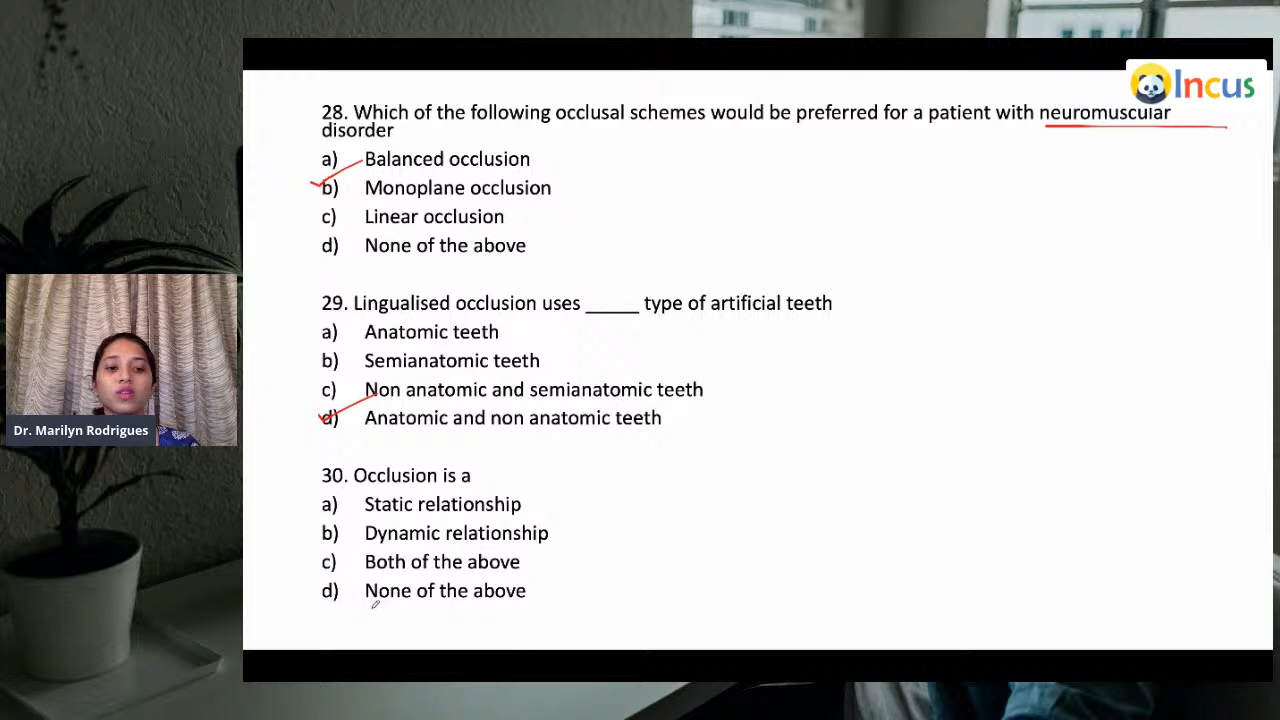 Incus
28. Which of the following occlusal schemes would be preferred for a patient with neuromuscular
disorder
a) Balanced occlusion
b) Monoplane occlusion
c) Linear occlusion
d) None of the above
29. Lingualised occlusion uses _____ type of artificial teeth
a) Anatomic teeth
b) Semianatomic teeth
c) Non anatomic and semianatomic teeth
d) Anatomic and non anatomic teeth
30. Occlusion is a
a) Static relationship
b) Dynamic relationship
c) Both of the above
d) None of the above
Dr. Marilyn Rodrigues